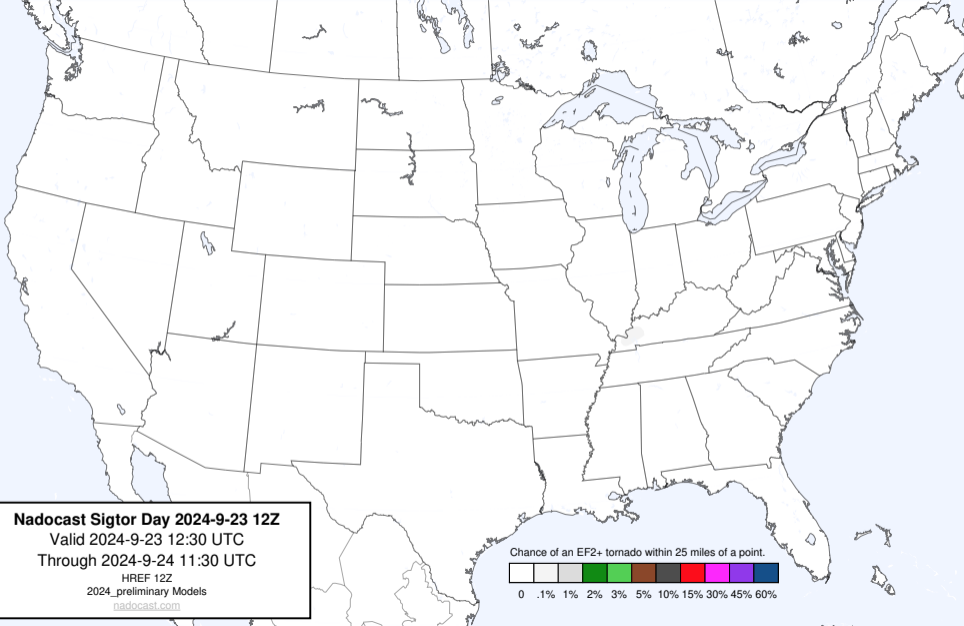 Nadocast Sigtor Day 2024-9-23 12Z
Valid 2024-9-23 12:30 UTC
Through 2024-9-24 11:30 UTC
HREF 12Z
2024_preliminary Models
nadocast.com
Chance of an EF2+ tornado within 25 miles of a point.
0 .1% 1% 2% 3% 5% 10% 15% 30% 45% 60%